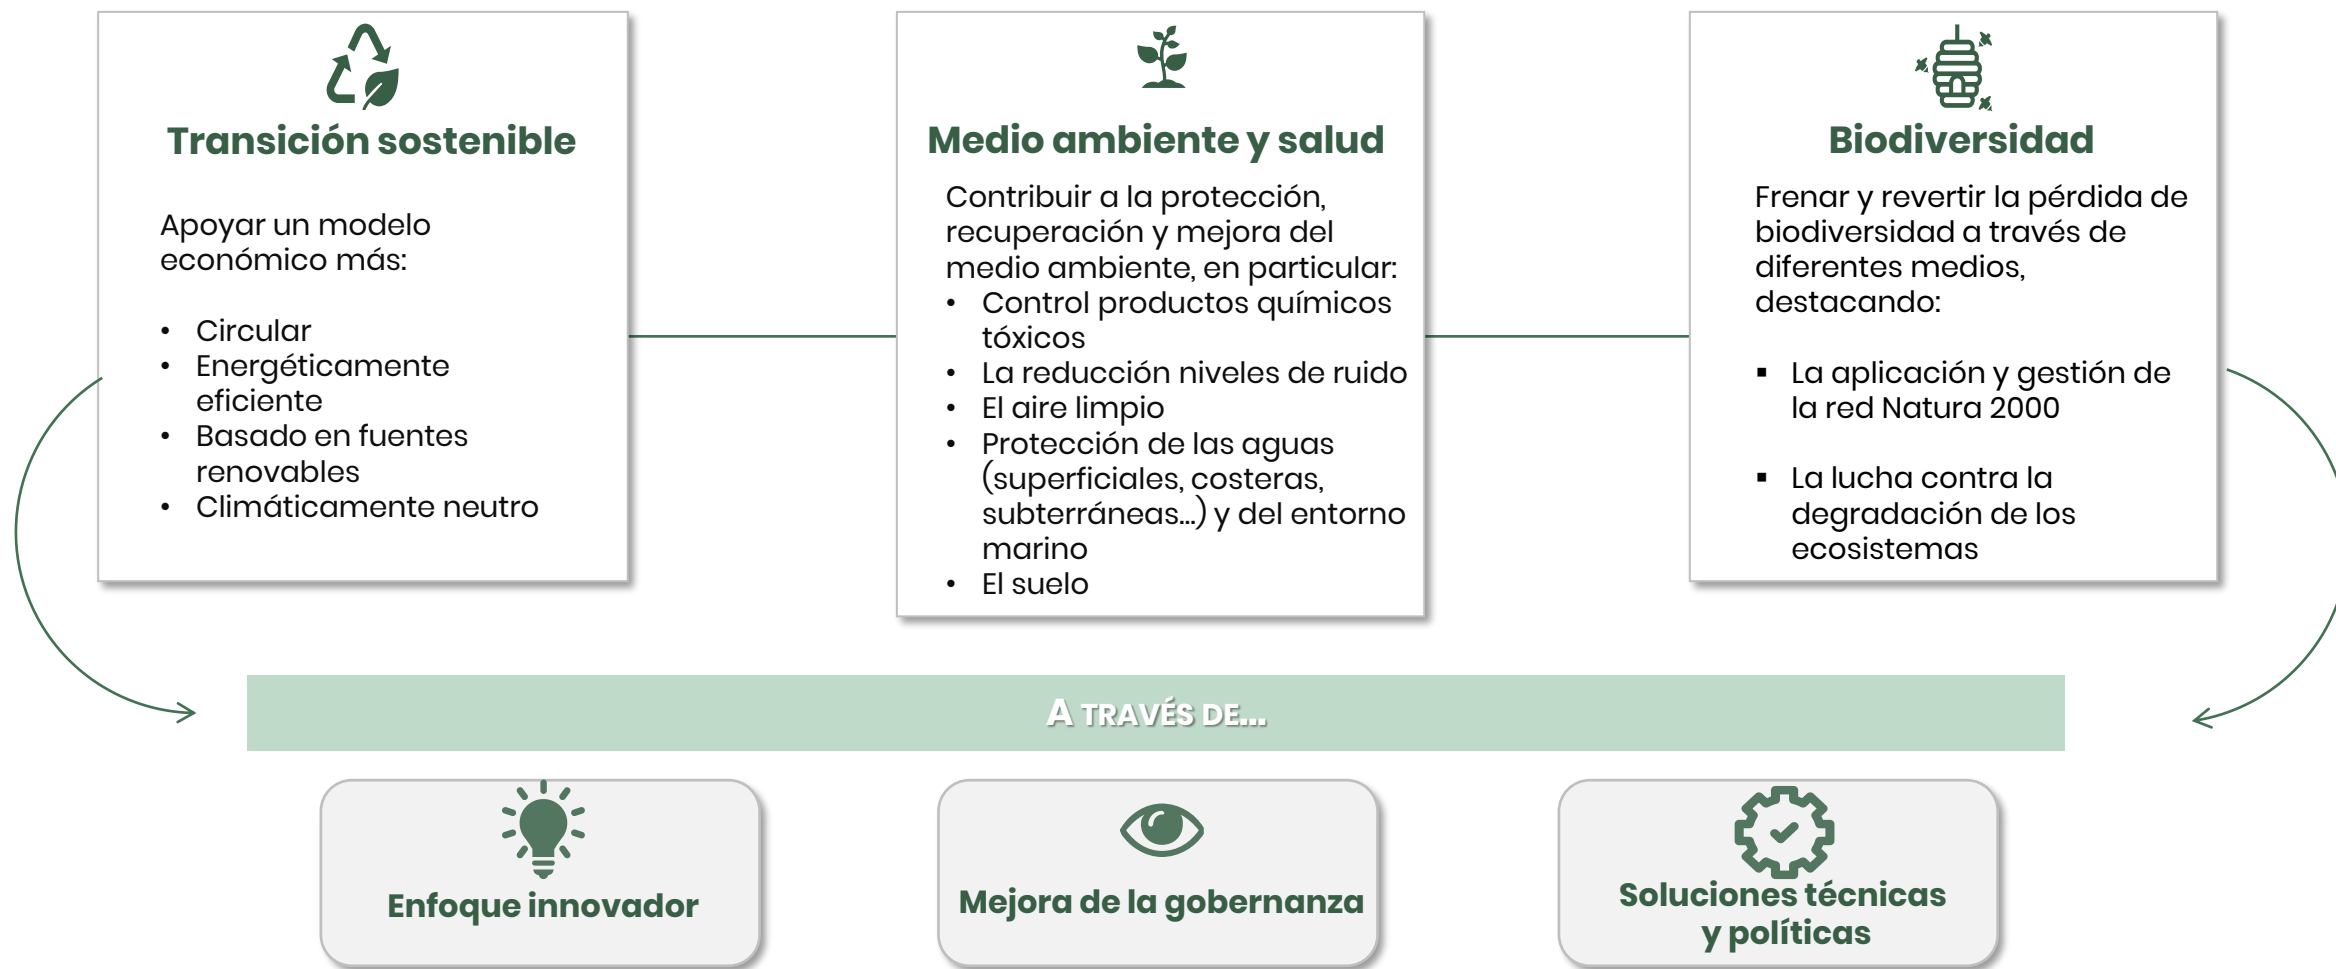 Transición sostenible
Apoyar un modelo
económico más:
• Circular
• Energéticamente
eficiente
• Basado en fuentes
renovables
• Climáticamente neutro
Medio ambiente y salud
Contribuir a la protección,
recuperación y mejora del
medio ambiente, en particular:
• Control productos químicos
tóxicos
• La reducción niveles de ruido
• El aire limpio
• Protección de las aguas
(superficiales, costeras,
subterráneas...) y del entorno
marino
• El suelo
Biodiversidad
Frenar y revertir la pérdida de
biodiversidad a través de
diferentes medios,
destacando:
▪ La aplicación y gestión de
la red Natura 2000
▪ La lucha contra la
degradación de los
ecosistemas
A TRAVÉS DE...
Enfoque innovador
Mejora de la gobernanza
Soluciones técnicas
y políticas